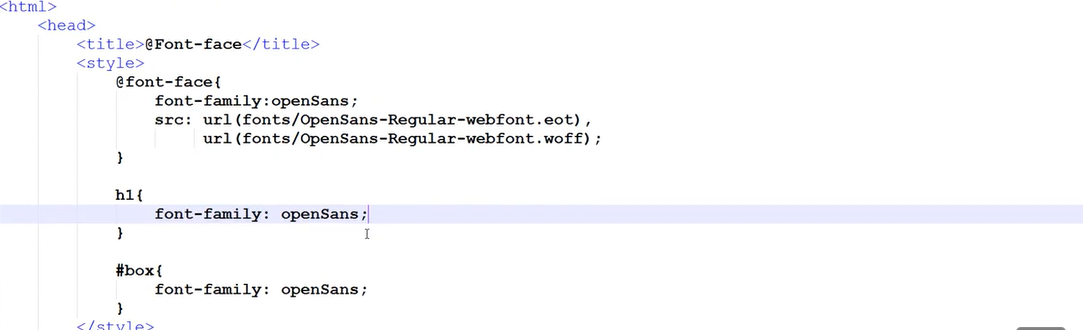 <html>
<head>
<title>@Font-face</title>
<style>
@font-face{
font-family:openSans;
src: url(fonts/OpenSans-Regular-webfont.eot),
url(fonts/OpenSans-Regular-webfont.woff);
}
h1{
font-family: openSans;
}
#box{
font-family: openSans;
}
</style>